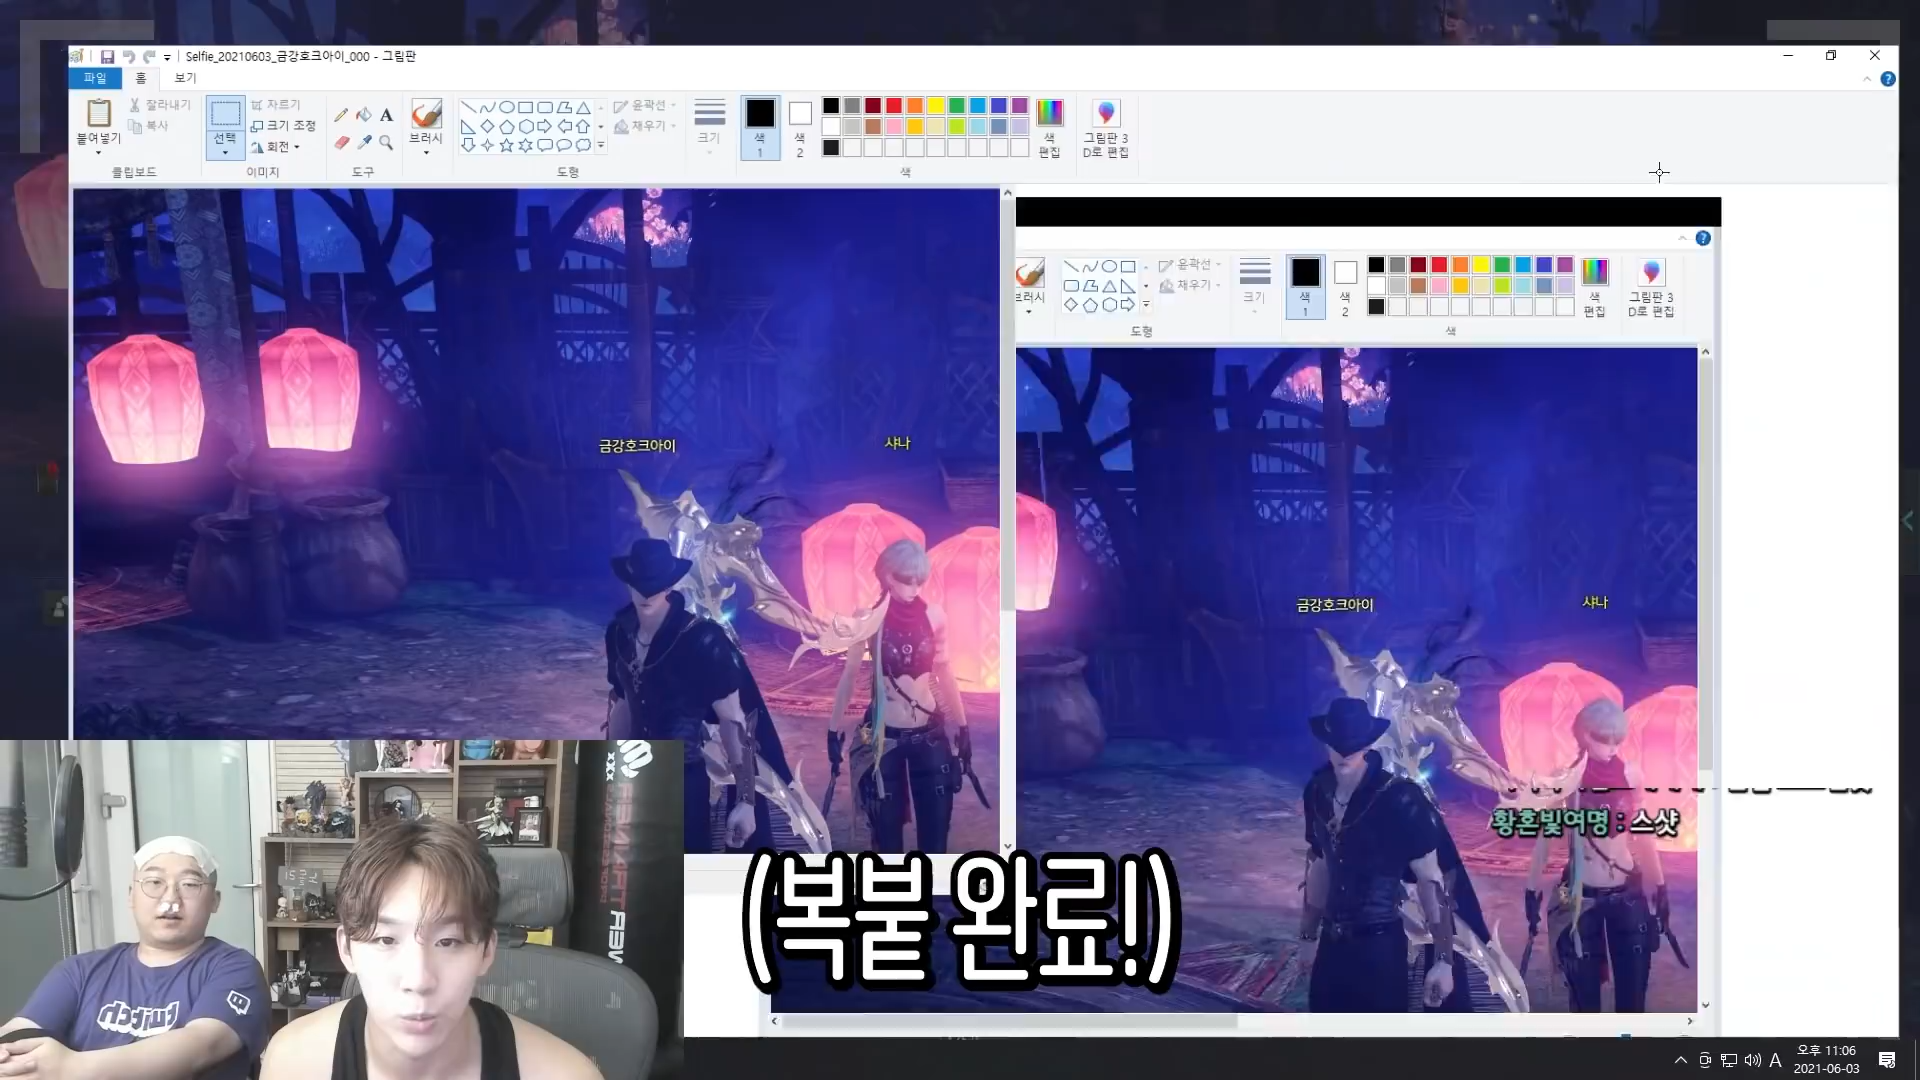 Selfie_20210603_금강호크아이_000 - 그림판
파일 홈 보기
붙여넣기
잘라내기
복사
클립보드
선택
자르기
크기 조정
회전
이미지
A
도구
브러시
윤곽선
채우기
도형
크기
색
1
색
2
색
편집
그림판 3
D로 편집
색
브러시
윤곽선
채우기
도형
크기
색
1
색
2
색
편집
그림판 3
D로 편집
색
금강호크아이
샤나
금강호크아이
샤나
황혼빛여명 : 스샷
(복붙 완료!)
twitch
A
오후 11:06
2021-06-03